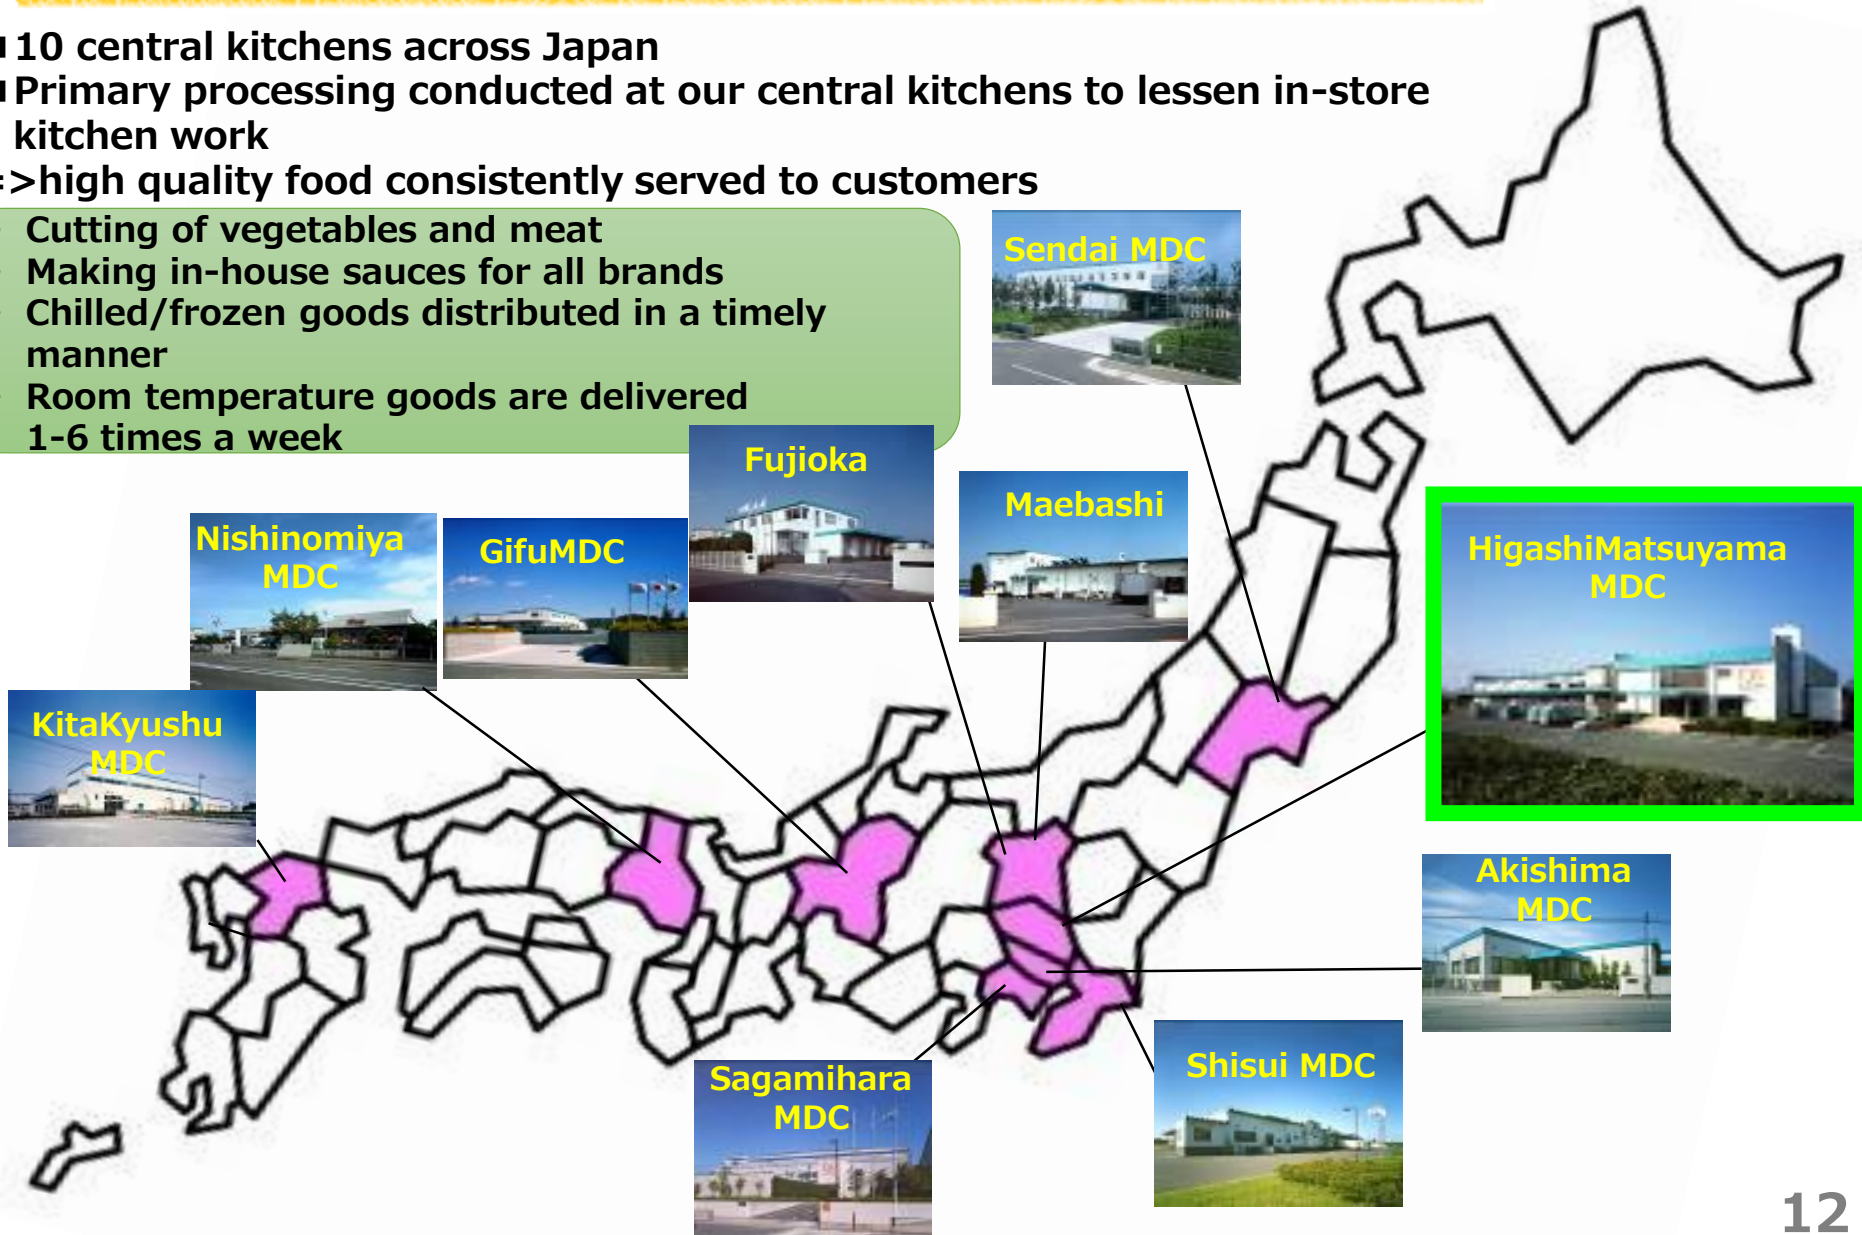 10 central kitchens across Japan
Primary processing conducted at our central kitchens to lessen in-store
kitchen work
=>high quality food consistently served to customers
Cutting of vegetables and meat
Making in-house sauces for all brands
Chilled/frozen goods distributed in a timely
manner
Room temperature goods are delivered
1-6 times a week
Sendai MDC
Fujioka
Maebashi
Nishinomiya
MDC
GifuMDC
HigashiMatsuyama
MDC
KitaKyushu
MDC
Akishima
MDC
Sagamihara
MDC
Shisui MDC
12